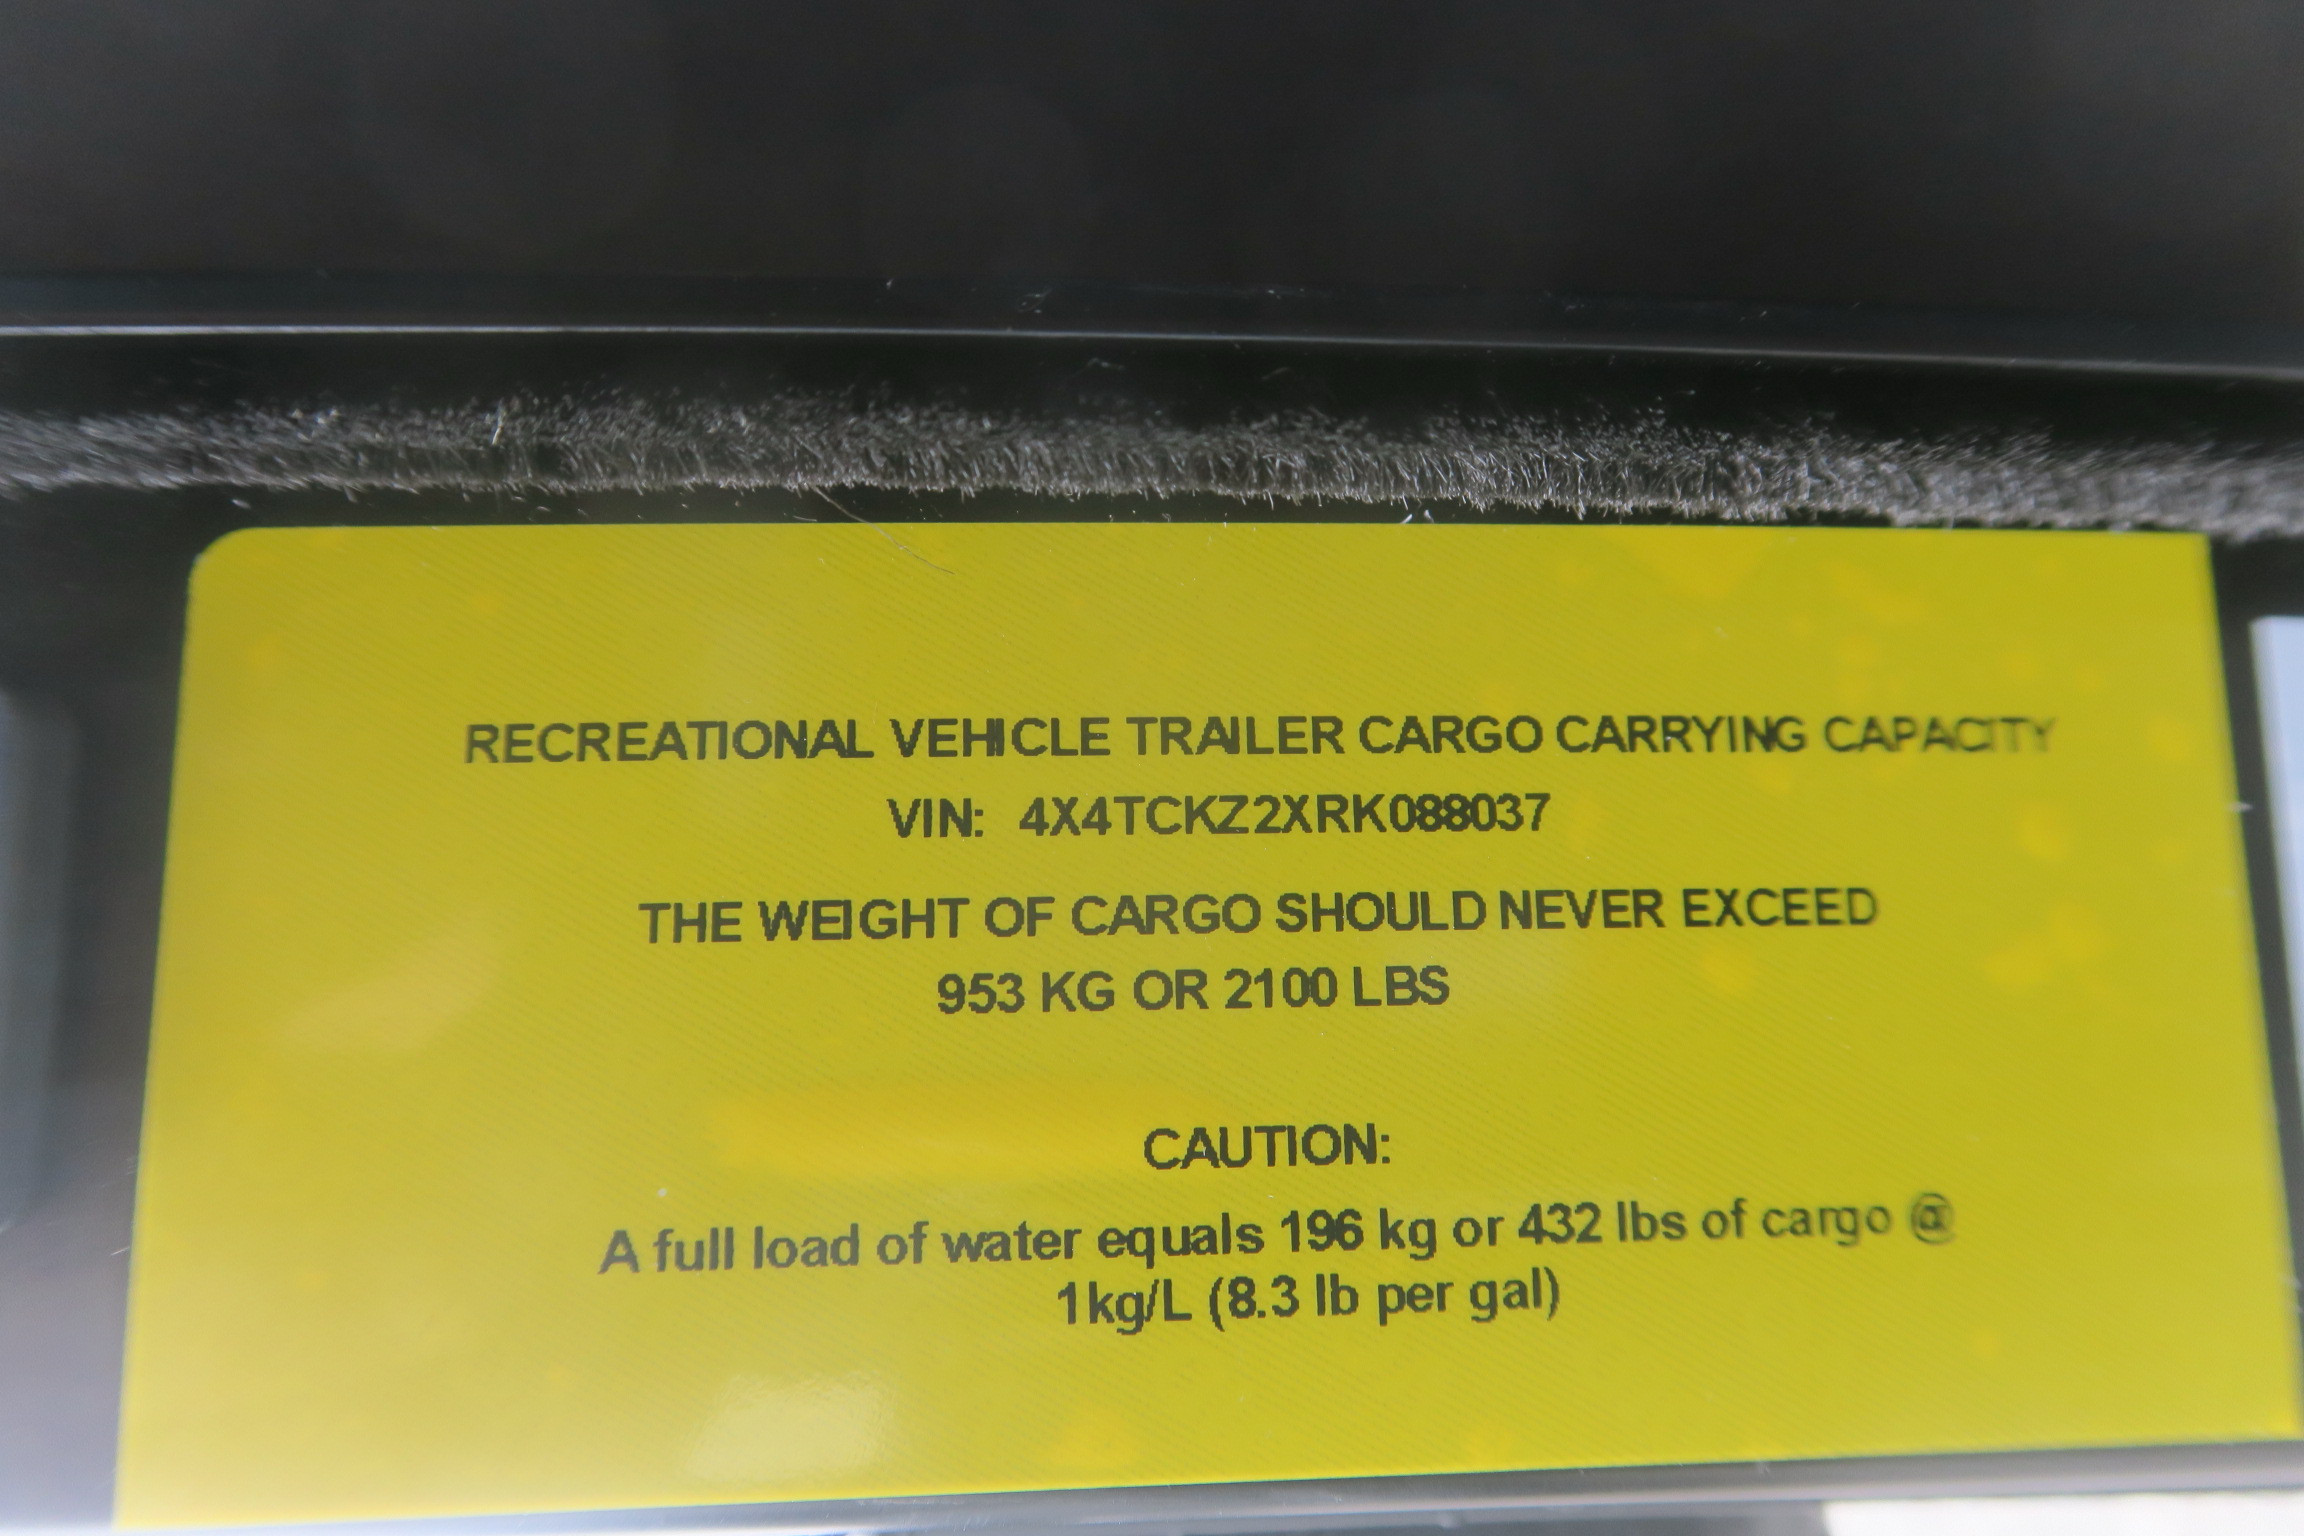 RECREATIONAL VEHICLE TRAILER CARGO CARRYING CAPACITY
VIN: 4X4TCKZ2XRK088037
THE WEIGHT OF CARGO SHOULD NEVER EXCEED
953 KG OR 2100 LBS
CAUTION:
A full load of water equals 196 kg or 432 lbs of cargo @
1kg/L (8.3 lb per gal)